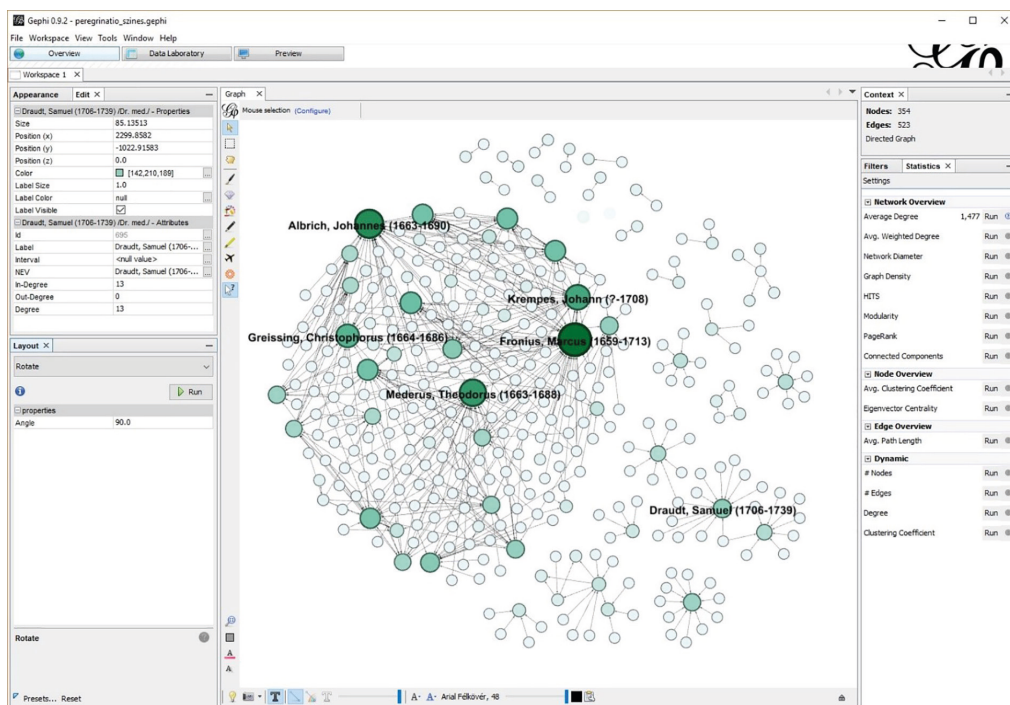 Gephi 0.9.2 - peregrinatio_szines.gephi
File Workspace View Tools Window Help
Overview
Data Laboratory
Preview
Workspace 1
Appearance Edit
Draudt, Samuel (1706-1739) /Dr. med./ - Properties
Size 85.13513
Position (x) 2299.8582
Position (y) -1022.91583
Position (z) 0.0
Color [142,210,189]
Label Size 1.0
Label Color null
Label Visible
Draudt, Samuel (1706-1739) /Dr. med./ - Attributes
Id 695
Label Draudt, Samuel (1706-...
Interval <null value>
NEV Draudt, Samuel (1706-...
In-Degree 13
Out-Degree 0
Degree 13
Layout
Rotate
Run
properties
Angle 90.0
Rotate
Presets... Reset
Graph
Mouse selection (Configure)
Albrich, Johannes (1663-1690)
Krempes, Johann (?-1708)
Greissing, Christophorus (1664-1686)
Fronius, Marcus (1659-1713)
Mederus, Theodorus (1663-1688)
Draudt, Samuel (1706-1739)
Arial Félkövér, 48
Context
Nodes: 354
Edges: 523
Directed Graph
Filters Statistics
Settings
Network Overview
Average Degree 1,477 Run
Avg. Weighted Degree Run
Network Diameter Run
Graph Density Run
HITS Run
Modularity Run
PageRank Run
Connected Components Run
Node Overview
Avg. Clustering Coefficient Run
Eigenvector Centrality Run
Edge Overview
Avg. Path Length Run
Dynamic
# Nodes Run
# Edges Run
Degree Run
Clustering Coefficient Run